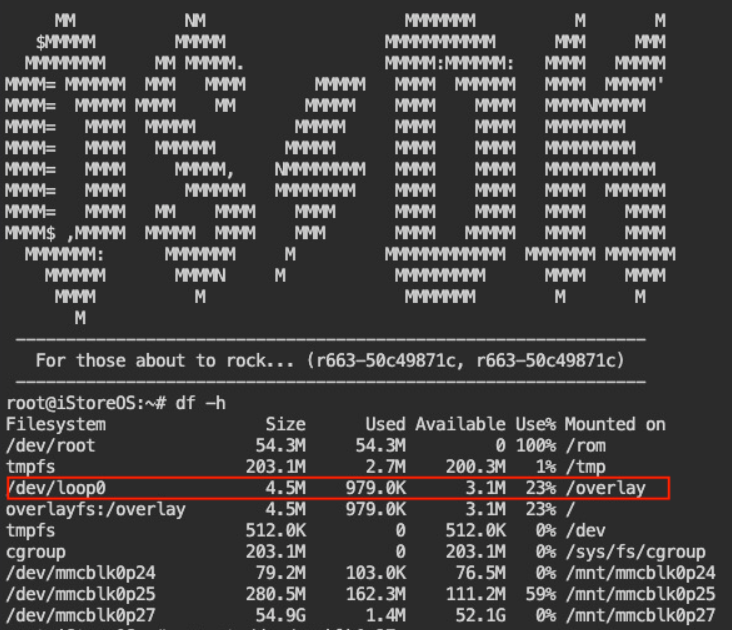 For those about to rock... (r663-50c49871c, r663-50c49871c)
root@iStoreOS:~# df -h
Filesystem Size Used Available Use% Mounted on
/dev/root 54.3M 54.3M 0 100% /rom
tmpfs 203.1M 2.7M 200.3M 1% /tmp
/dev/loop0 4.5M 979.0K 3.1M 23% /overlay
overlayfs:/overlay 4.5M 979.0K 3.1M 23% /
tmpfs 512.0K 0 512.0K 0% /dev
cgroup 203.1M 0 203.1M 0% /sys/fs/cgroup
/dev/mmcblk0p24 79.2M 103.0K 76.5M 0% /mnt/mmcblk0p24
/dev/mmcblk0p25 280.5M 162.3M 111.2M 59% /mnt/mmcblk0p25
/dev/mmcblk0p27 54.9G 1.4M 52.1G 0% /mnt/mmcblk0p27